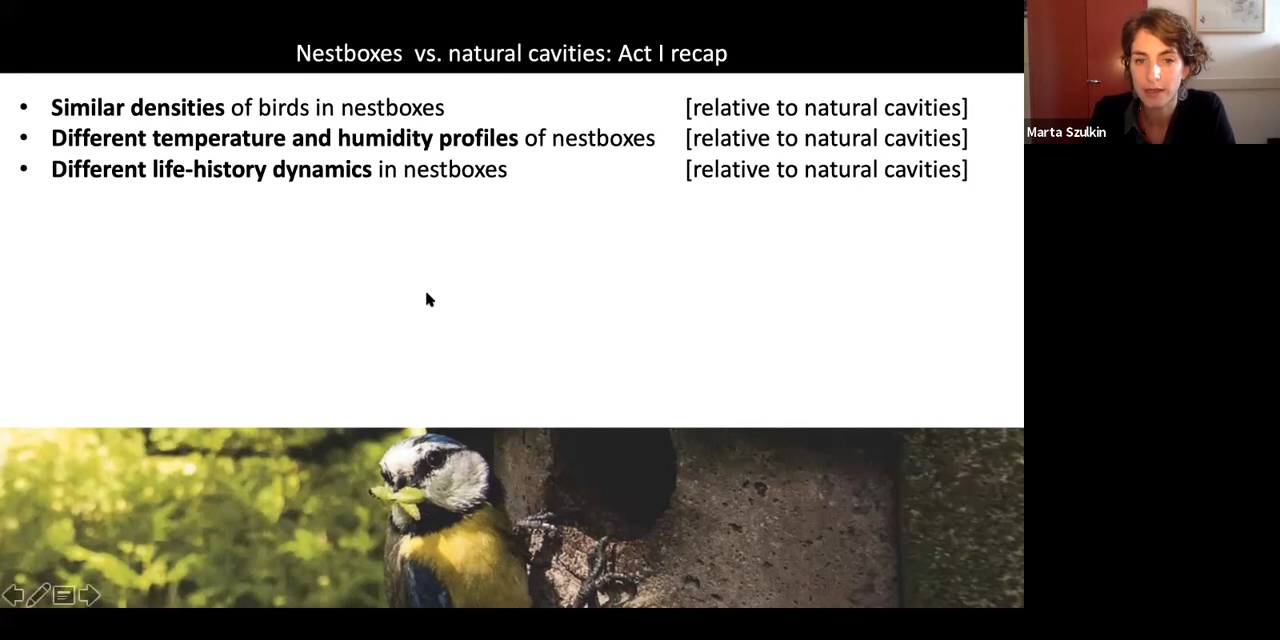 Nestboxes vs. natural cavities: Act I recap
• Similar densities of birds in nestboxes [relative to natural cavities]
• Different temperature and humidity profiles of nestboxes [relative to natural cavities]
• Different life-history dynamics in nestboxes [relative to natural cavities]
Marta Szulkin